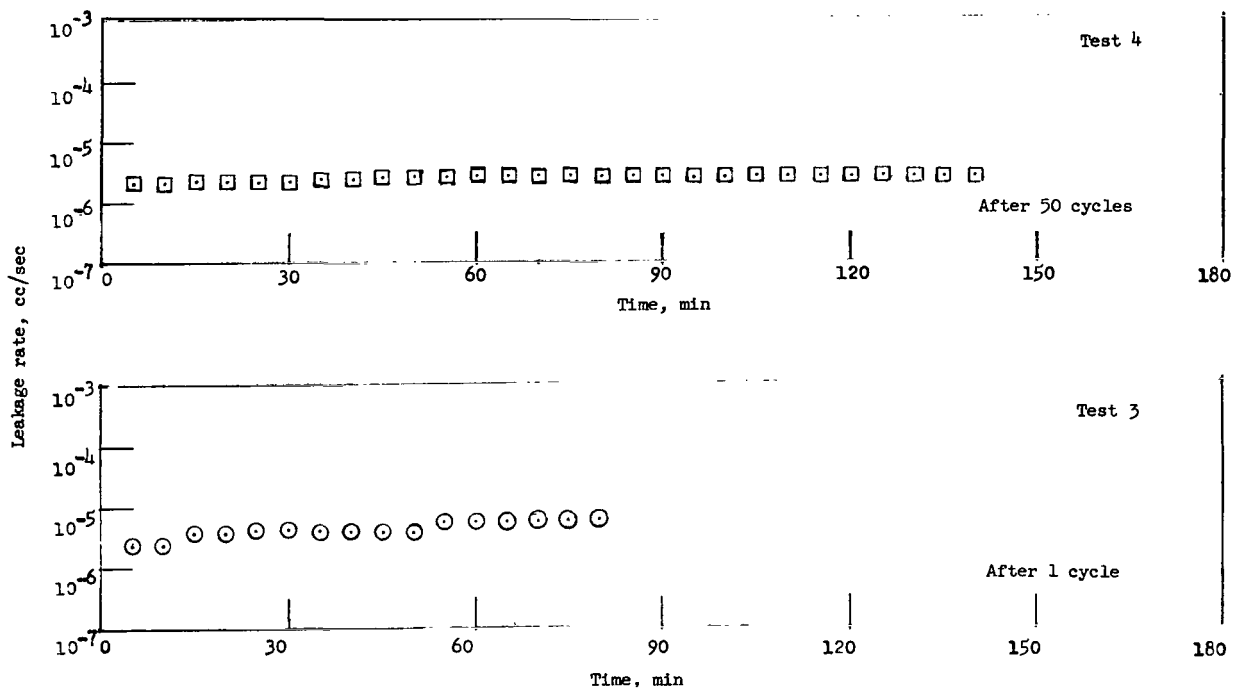 Leakage rate, cc/sec
10-3
Test 4
10-4
10-5
10-6
After 50 cycles
10-7
0 30 60 90 120 150 180
Time, min
10-3
Test 3
10-4
10-5
10-6
After 1 cycle
10-7
0 30 60 90 120 150 180
Time, min